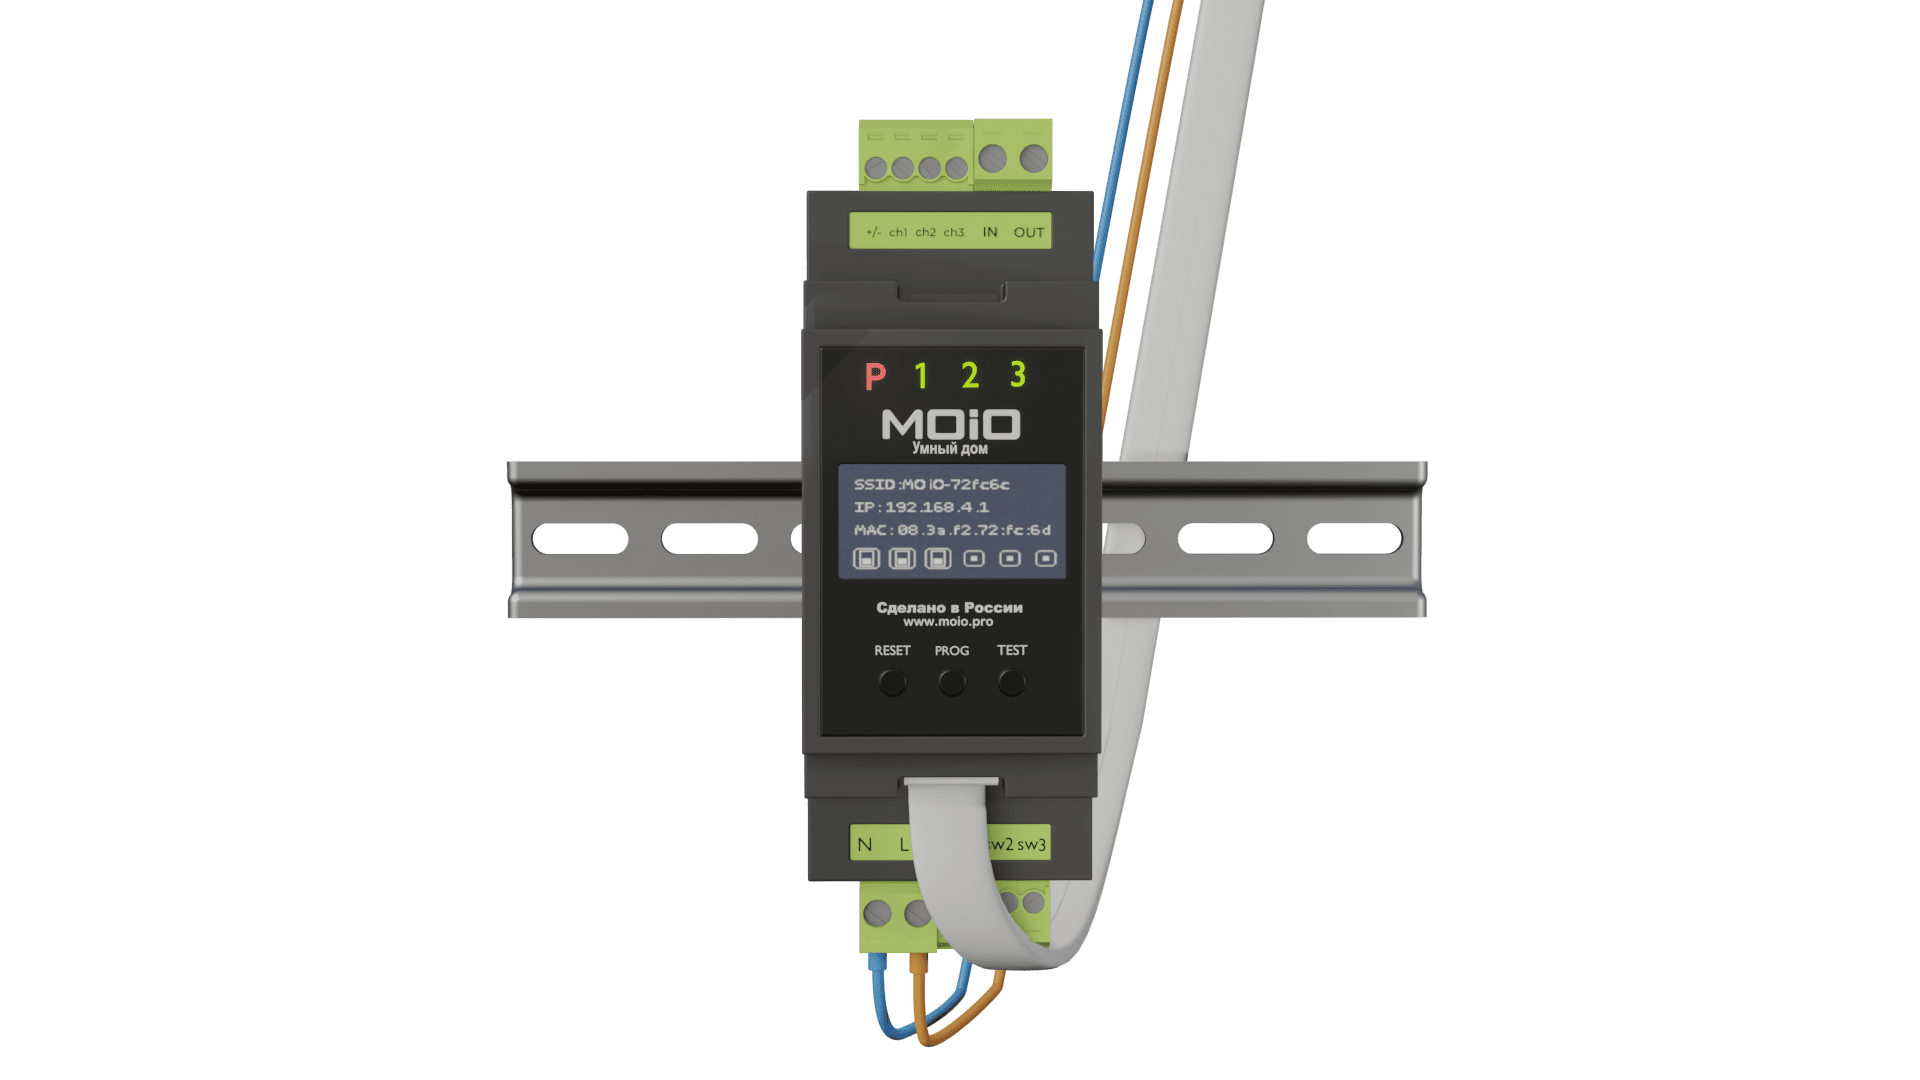 +/- ch1 ch2 ch3 IN OUT
P 1 2 3
MOiO
Умный дом
SSID:MOiO-72fc6c
IP:192.168.4.1
MAC:08.3a.f2.72:fc:6d
Сделано в России
www.moio.pro
RESET PROG TEST
N L sw2 sw3